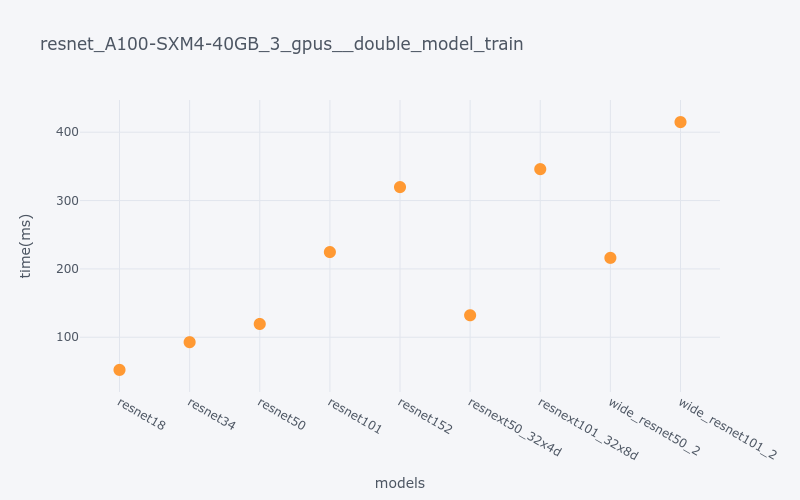 resnet_A100-SXM4-40GB_3_gpus__double_model_train
time(ms)
400
300
200
100
resnet18
resnet34
resnet50
resnet101
resnet152
resnext50_32x4d
resnext101_32x8d
wide_resnet50_2
wide_resnet101_2
models